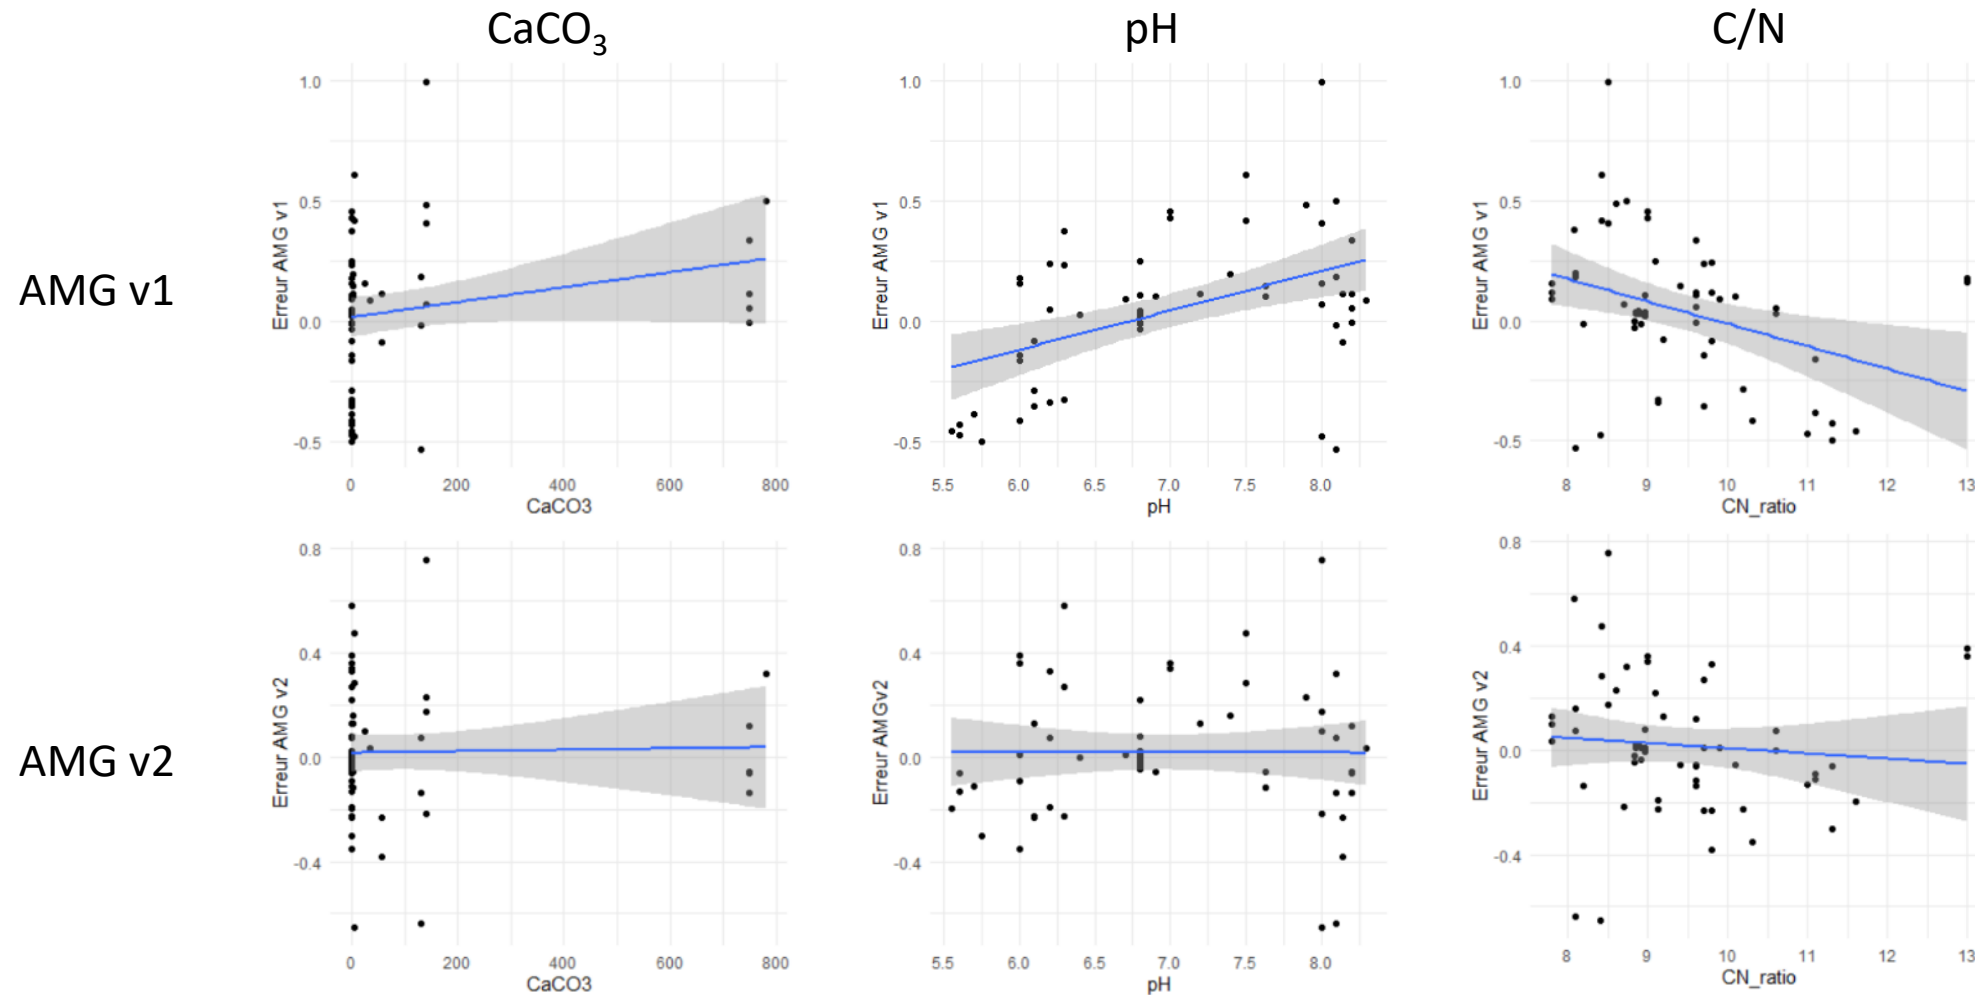 CaCO₃ pH C/N
AMG v1
Erreur AMG v1
1.0
0.5
0.0
-0.5
0 200 400 600 800
CaCO3
Erreur AMG v1
1.0
0.5
0.0
-0.5
5.5 6.0 6.5 7.0 7.5 8.0
pH
Erreur AMG v1
1.0
0.5
0.0
-0.5
8 9 10 11 12 13
CN_ratio
AMG v2
Erreur AMG v2
0.8
0.4
0.0
-0.4
0 200 400 600 800
CaCO3
Erreur AMGv2
0.8
0.4
0.0
-0.4
5.5 6.0 6.5 7.0 7.5 8.0
pH
Erreur AMG v2
0.8
0.4
0.0
-0.4
8 9 10 11 12 13
CN_ratio